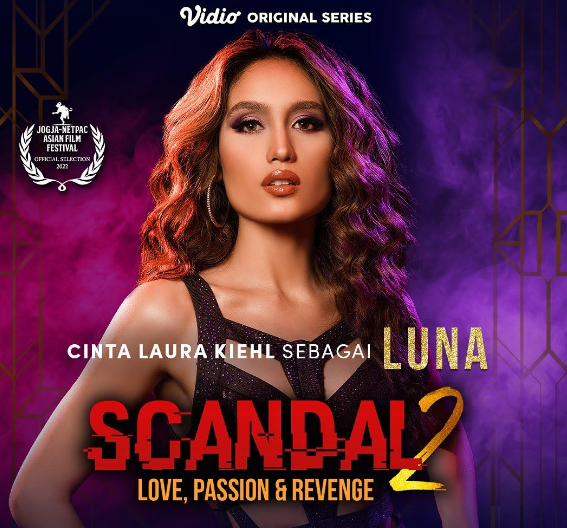 Vidio ORIGINAL SERIES
JOGJA-NETPAC
ASIAN FILM
FESTIVAL
OFFICIAL SELECTION
2022
CINTA LAURA KIEHL SEBAGAI LUNA
SCANDAL 2
LOVE, PASSION & REVENGE